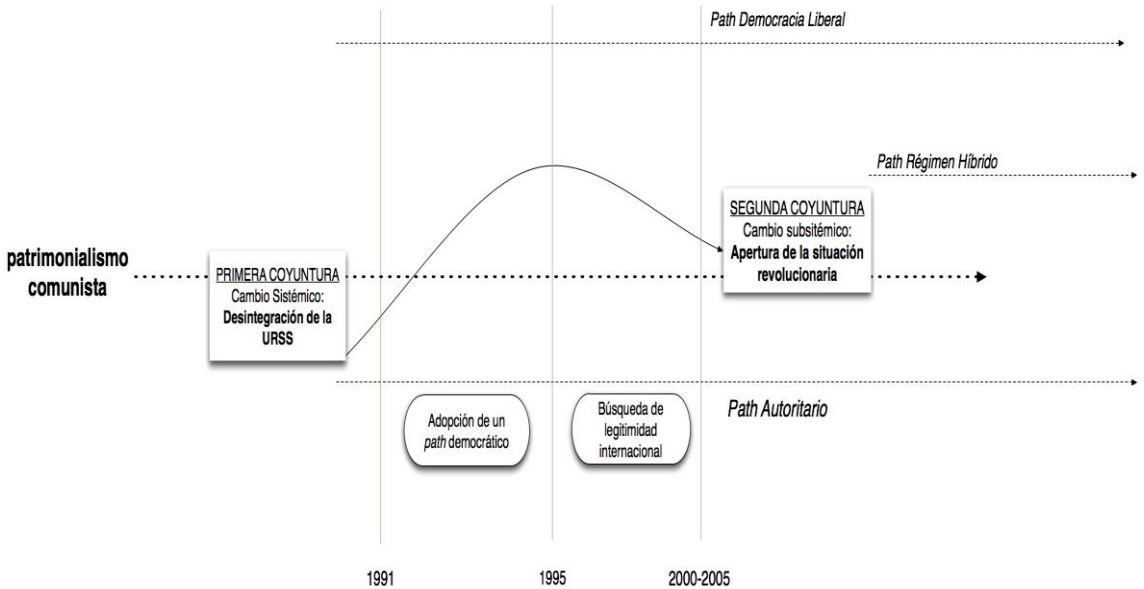 Path Democracia Liberal
Path Régimen Híbrido
patrimonialismo
comunista
PRIMERA COYUNTURA
Cambio Sistémico:
Desintegración de la
URSS
SEGUNDA COYUNTURA
Cambio subsitémico:
Apertura de la situación
revolucionaria
Adopción de un
path democrático
Búsqueda de
legitimidad
internacional
Path Autoritario
1991
1995
2000-2005